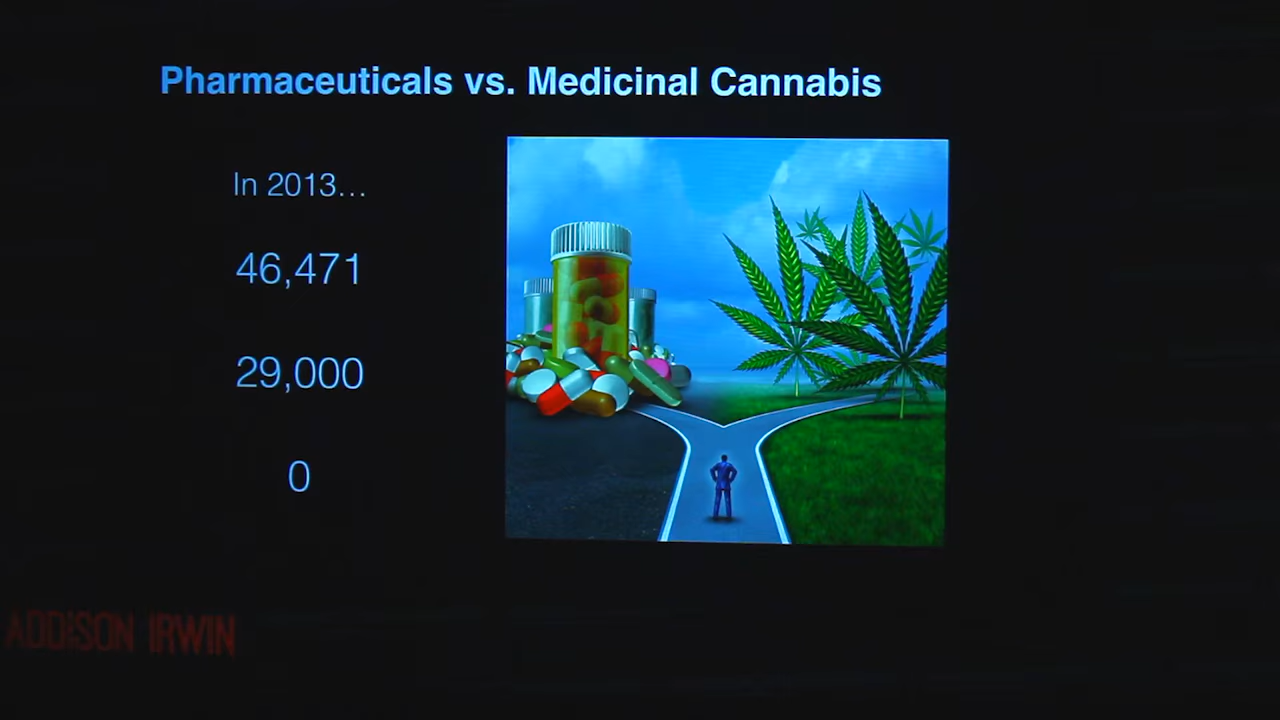 Pharmaceuticals vs. Medicinal Cannabis
In 2013…
46,471
29,000
0
ADDISON IRWIN